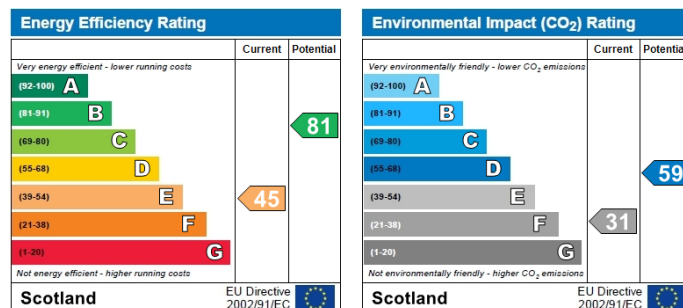 Energy Efficiency Rating
Current Potential
Very energy efficient - lower running costs
(92-100) A
(81-91) B
81
(69-80) C
(55-68) D
(39-54) E
45
(21-38) F
(1-20) G
Not energy efficient - higher running costs
Scotland
EU Directive
2002/91/EC
Environmental Impact (CO₂) Rating
Current Potential
Very environmentally friendly - lower CO₂ emissions
(92-100) A
(81-91) B
(69-80) C
(55-68) D
59
(39-54) E
(21-38) F
31
(1-20) G
Not environmentally friendly - higher CO₂ emissions
Scotland
EU Directive
2002/91/EC